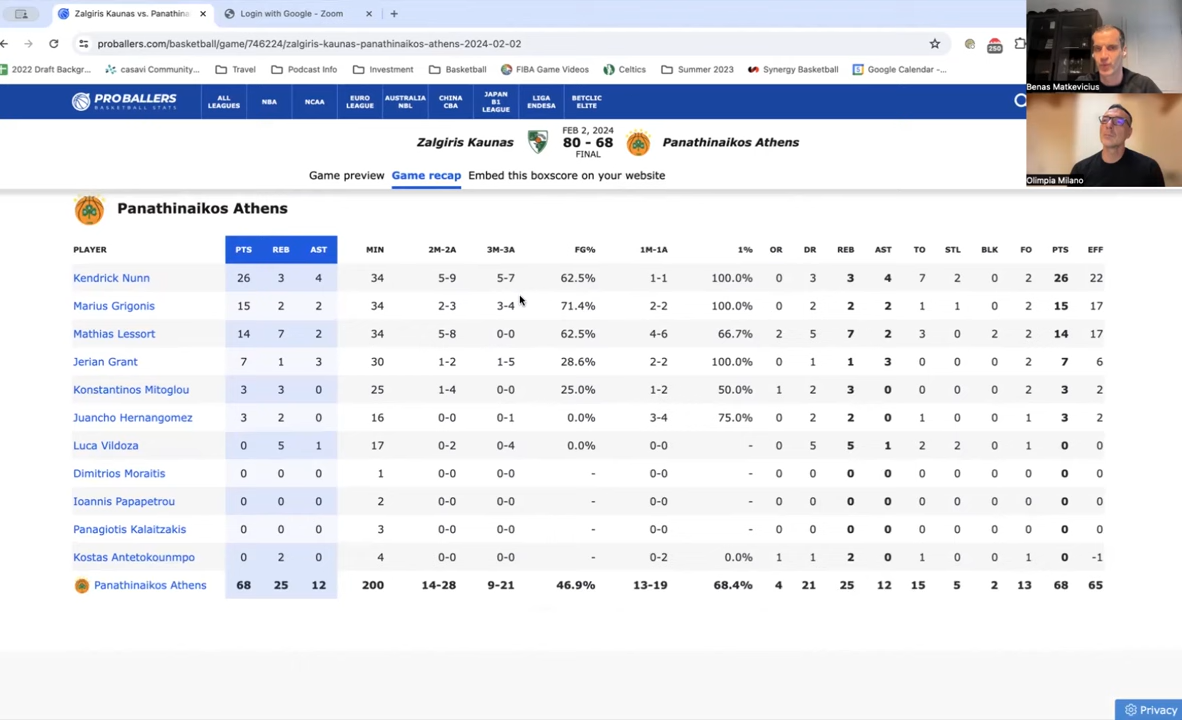 Zalgiris Kaunas vs. Panathin
Login with Google - Zoom
proballers.com/basketball/game/746224/zalgiris-kaunas-panathinaikos-athens-2024-02-02
250
2022 Draft Backgr... casavi Community... Travel Podcast Info Investment Basketball FIBA Game Videos Celtics Summer 2023 Synergy Basketball Google Calendar -...
Benas Matkevicius
Olimpia Milano
PROBALLERS
BASKETBALL STATS
ALL LEAGUES NBA NCAA EURO LEAGUE AUSTRALIA NBL CHINA CBA JAPAN B1 LEAGUE LIGA ENDESA BETCLIC ELITE
Zalgiris Kaunas FEB 2, 2024 80 - 68 FINAL Panathinaikos Athens
Game preview Game recap Embed this boxscore on your website
Panathinaikos Athens
PLAYER PTS REB AST MIN 2M-2A 3M-3A FG% 1M-1A 1% OR DR REB AST TO STL BLK FO PTS EFF
Kendrick Nunn 26 3 4 34 5-9 5-7 62.5% 1-1 100.0% 0 3 3 4 7 2 0 2 26 22
Marius Grigonis 15 2 2 34 2-3 3-4 71.4% 2-2 100.0% 0 2 2 2 1 1 0 2 15 17
Mathias Lessort 14 7 2 34 5-8 0-0 62.5% 4-6 66.7% 2 5 7 2 3 0 2 2 14 17
Jerian Grant 7 1 3 30 1-2 1-5 28.6% 2-2 100.0% 0 1 1 3 0 0 0 2 7 6
Konstantinos Mitoglou 3 3 0 25 1-4 0-0 25.0% 1-2 50.0% 1 2 3 0 0 0 0 2 3 2
Juancho Hernangomez 3 2 0 16 0-0 0-1 0.0% 3-4 75.0% 0 2 2 0 1 0 0 1 3 2
Luca Vildoza 0 5 1 17 0-2 0-4 0.0% 0-0 - 0 5 5 1 2 2 0 1 0 0
Dimitrios Moraitis 0 0 0 1 0-0 0-0 - 0-0 - 0 0 0 0 0 0 0 0 0 0
Ioannis Papapetrou 0 0 0 2 0-0 0-0 - 0-0 - 0 0 0 0 0 0 0 0 0 0
Panagiotis Kalaitzakis 0 0 0 3 0-0 0-0 - 0-0 - 0 0 0 0 0 0 0 0 0 0
Kostas Antetokounmpo 0 2 0 4 0-0 0-0 - 0-2 0.0% 1 1 2 0 1 0 0 1 0 -1
Panathinaikos Athens 68 25 12 200 14-28 9-21 46.9% 13-19 68.4% 4 21 25 12 15 5 2 13 68 65
Privacy